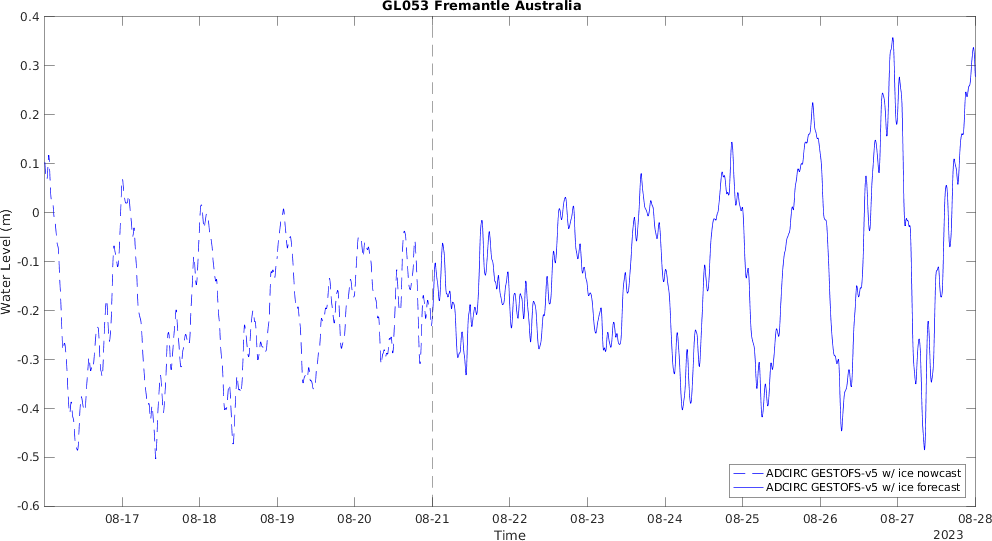 GL053 Fremantle Australia
0.4
0.3
0.2
0.1
0
-0.1
-0.2
-0.3
-0.4
-0.5
-0.6
Water Level (m)
ADCIRC GESTOFS-v5 w/ ice nowcast
ADCIRC GESTOFS-v5 w/ ice forecast
08-17 08-18 08-19 08-20 08-21 08-22 08-23 08-24 08-25 08-26 08-27 08-28
Time
2023